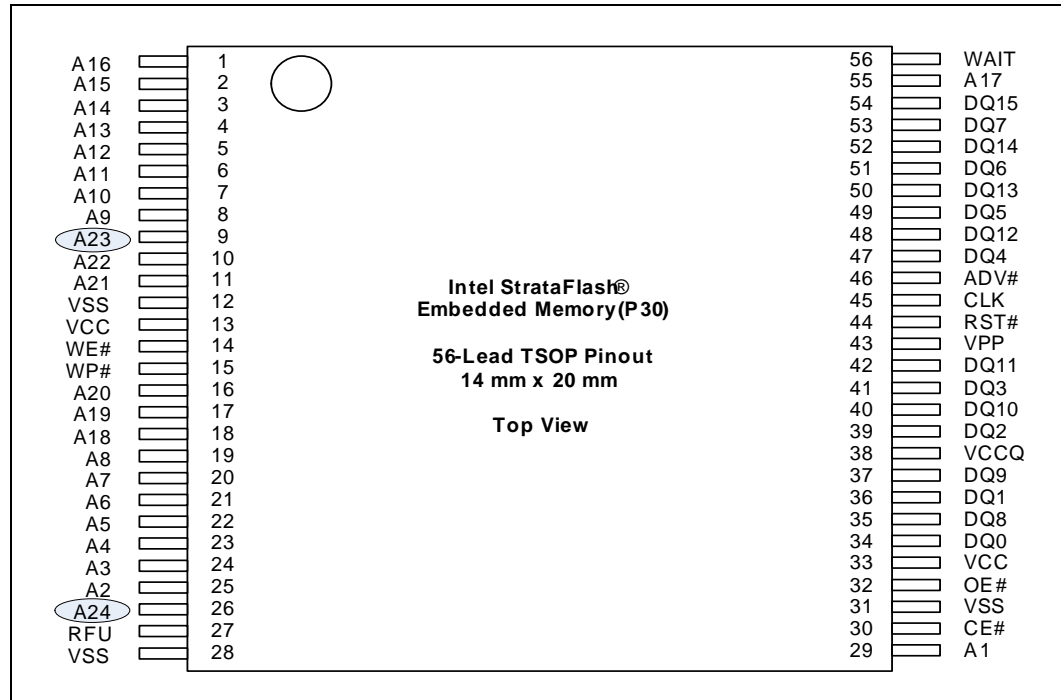 A16 1 56 WAIT
A15 2 55 A17
A14 3 54 DQ15
A13 4 53 DQ7
A12 5 52 DQ14
A11 6 51 DQ6
A10 7 50 DQ13
A9 8 49 DQ5
A23 9 48 DQ12
A22 10 47 DQ4
A21 11 46 ADV#
VSS 12 45 CLK
VCC 13 44 RST#
WE# 14 43 VPP
WP# 15 42 DQ11
A20 16 41 DQ3
A19 17 40 DQ10
A18 18 39 DQ2
A8 19 38 VCCQ
A7 20 37 DQ9
A6 21 36 DQ1
A5 22 35 DQ8
A4 23 34 DQ0
A3 24 33 VCC
A2 25 32 OE#
A24 26 31 VSS
RFU 27 30 CE#
VSS 28 29 A1
Intel StrataFlash®
Embedded Memory (P30)
56-Lead TSOP Pinout
14 mm x 20 mm
Top View